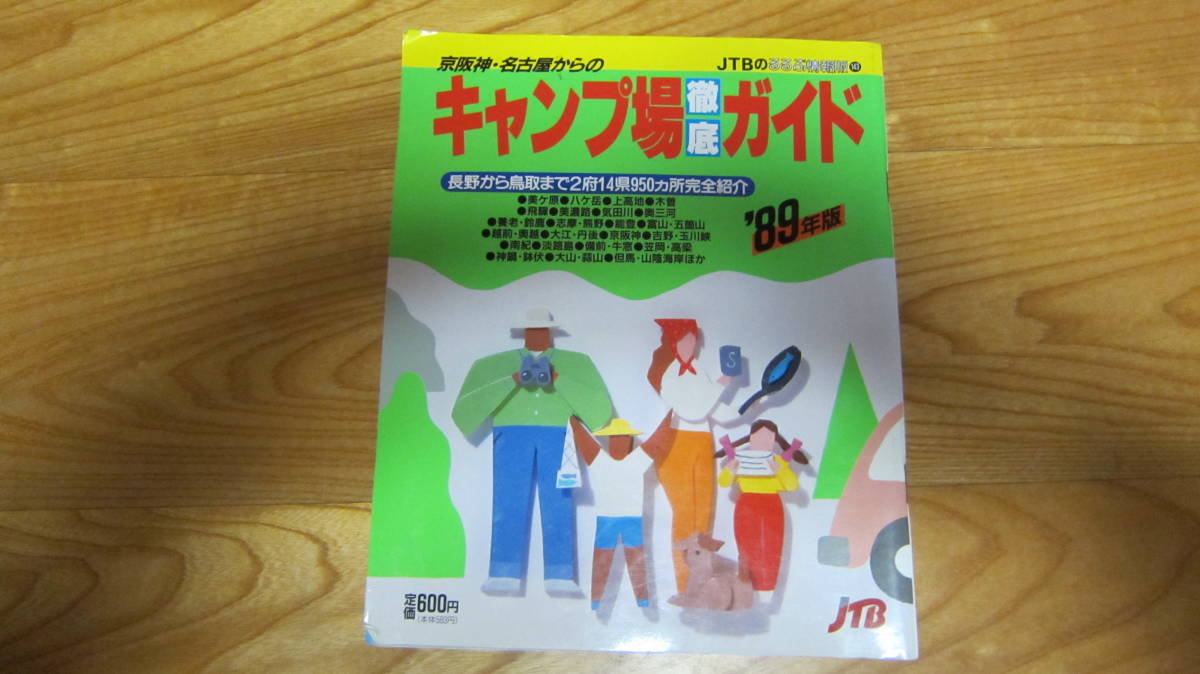 京阪神・名古屋からの
JTBのるるぶ情報版
キャンプ場徹底ガイド
長野から鳥取まで2府14県950ヵ所完全紹介
●美ケ原●八ケ岳●上高地●木曽
●飛騨●美濃路●気田川●奥三河
●養老・鈴鹿●志摩・熊野●能登●富山・五箇山
●越前・奥越●大江・丹後●京阪神●吉野・玉川峡
●南紀●淡路島●備前・牛窓●笠岡・高梁
●神鍋・鉢伏●大山・蒜山●但馬・山陰海岸ほか
'89年版
S
定価600円
(本体583円)
JTB